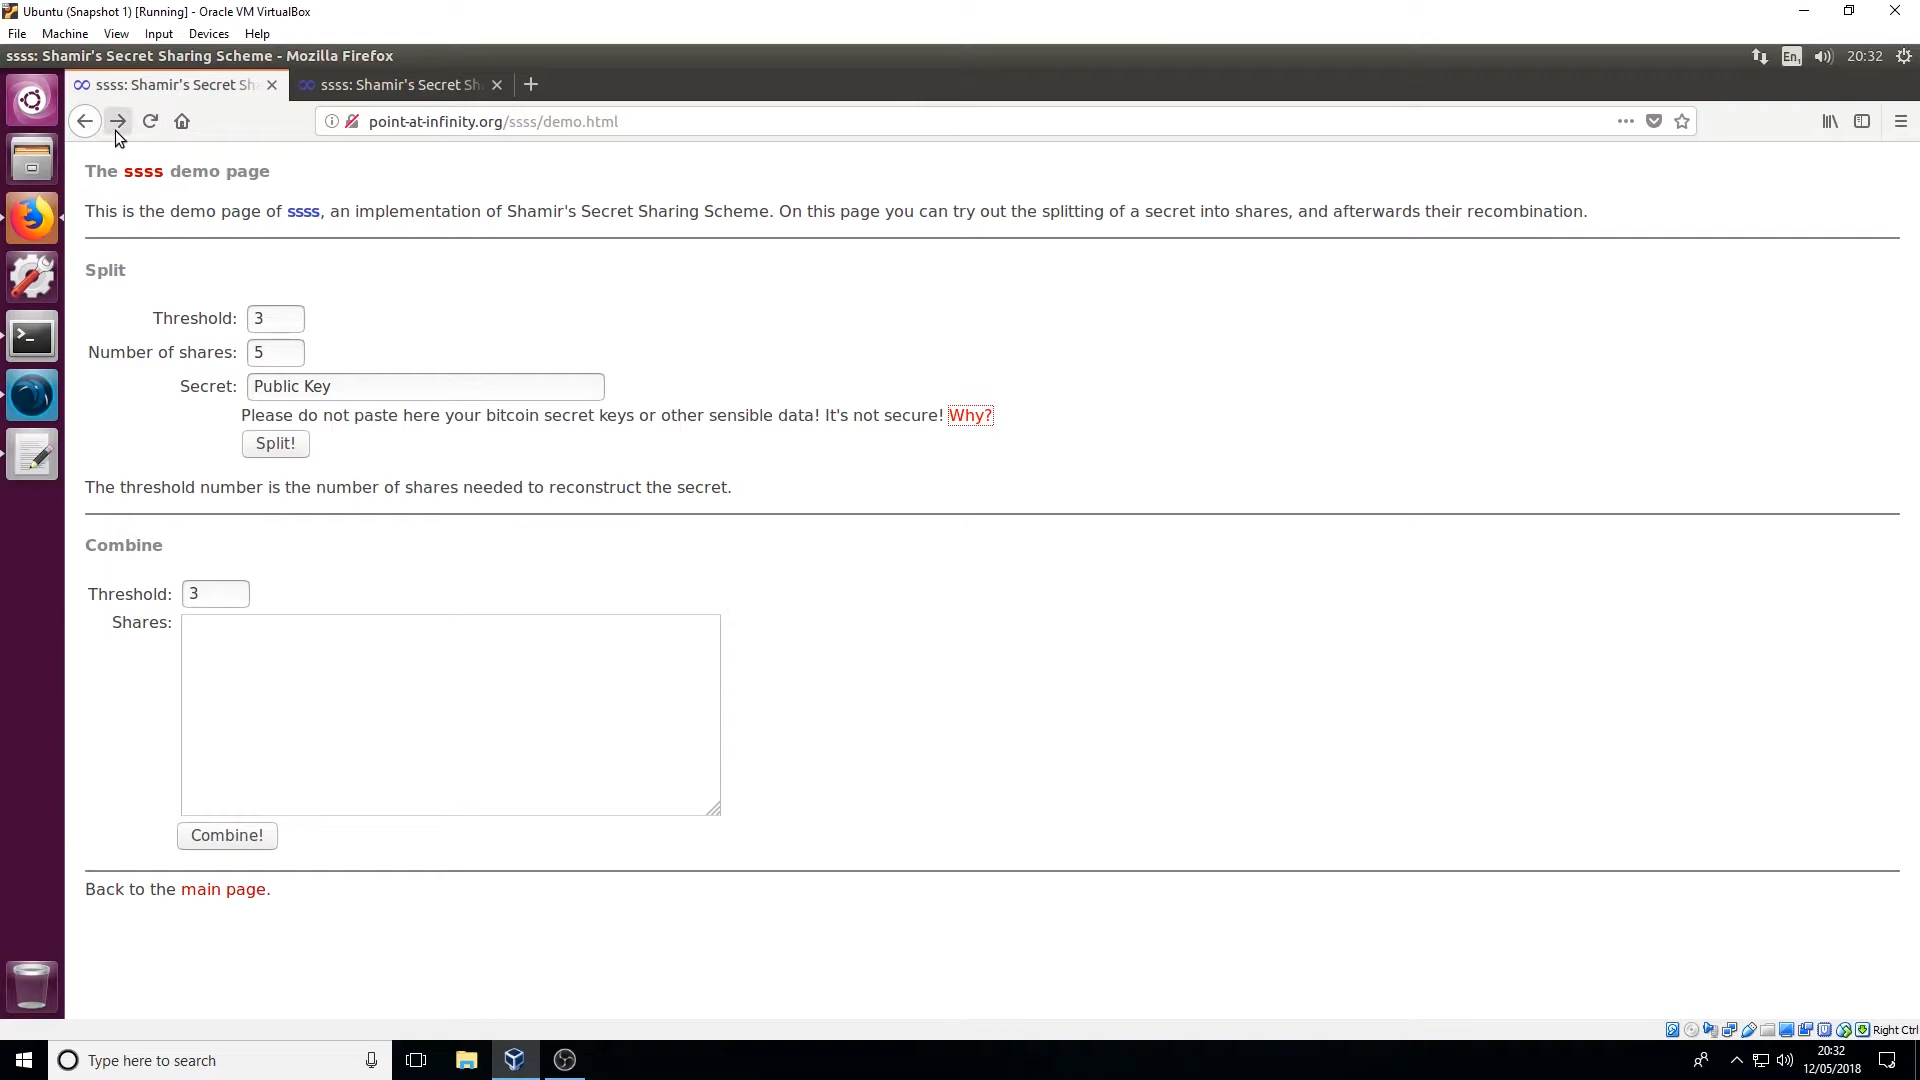 Ubuntu (Snapshot 1) [Running] - Oracle VM VirtualBox
File Machine View Input Devices Help
ssss: Shamir's Secret Sharing Scheme - Mozilla Firefox
En1 20:32
ssss: Shamir's Secret Sh
ssss: Shamir's Secret Sh
point-at-infinity.org/ssss/demo.html
The ssss demo page
This is the demo page of ssss, an implementation of Shamir's Secret Sharing Scheme. On this page you can try out the splitting of a secret into shares, and afterwards their recombination.
Split
Threshold: 3
Number of shares: 5
Secret: Public Key
Please do not paste here your bitcoin secret keys or other sensible data! It's not secure! Why?
Split!
The threshold number is the number of shares needed to reconstruct the secret.
Combine
Threshold: 3
Shares:
Combine!
Back to the main page.
Right Ctrl
Type here to search
20:32
12/05/2018